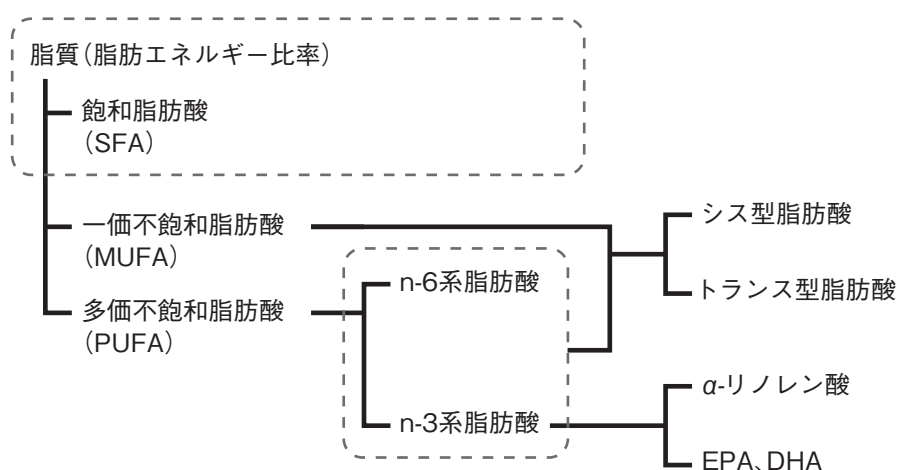 脂質（脂肪エネルギー比率）
飽和脂肪酸
（SFA）
一価不飽和脂肪酸
（MUFA）
多価不飽和脂肪酸
（PUFA）
n-6系脂肪酸
n-3系脂肪酸
シス型脂肪酸
トランス型脂肪酸
α-リノレン酸
EPA、DHA